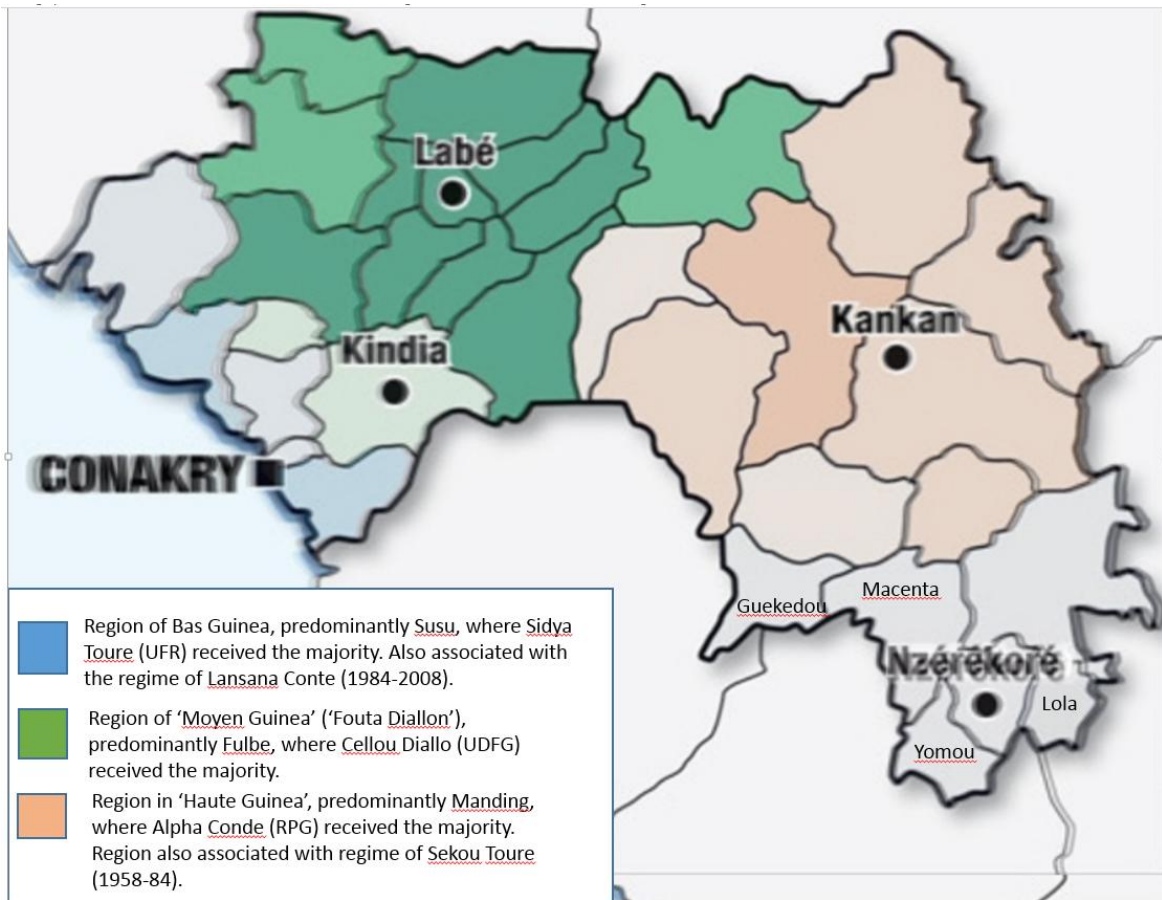 Labé
Kankan
Kindia
CONAKRY
Macenta
Guekedou
Nzérékoré
Lola
Yomou
Region of Bas Guinea, predominantly Susu, where Sidya
Toure (UFR) received the majority. Also associated with
the regime of Lansana Conte (1984-2008).
Region of ‘Moyen Guinea’ (‘Fouta Diallon’),
predominantly Fulbe, where Cellou Diallo (UDFG)
received the majority.
Region in ‘Haute Guinea’, predominantly Manding,
where Alpha Conde (RPG) received the majority.
Region also associated with regime of Sekou Toure
(1958-84).